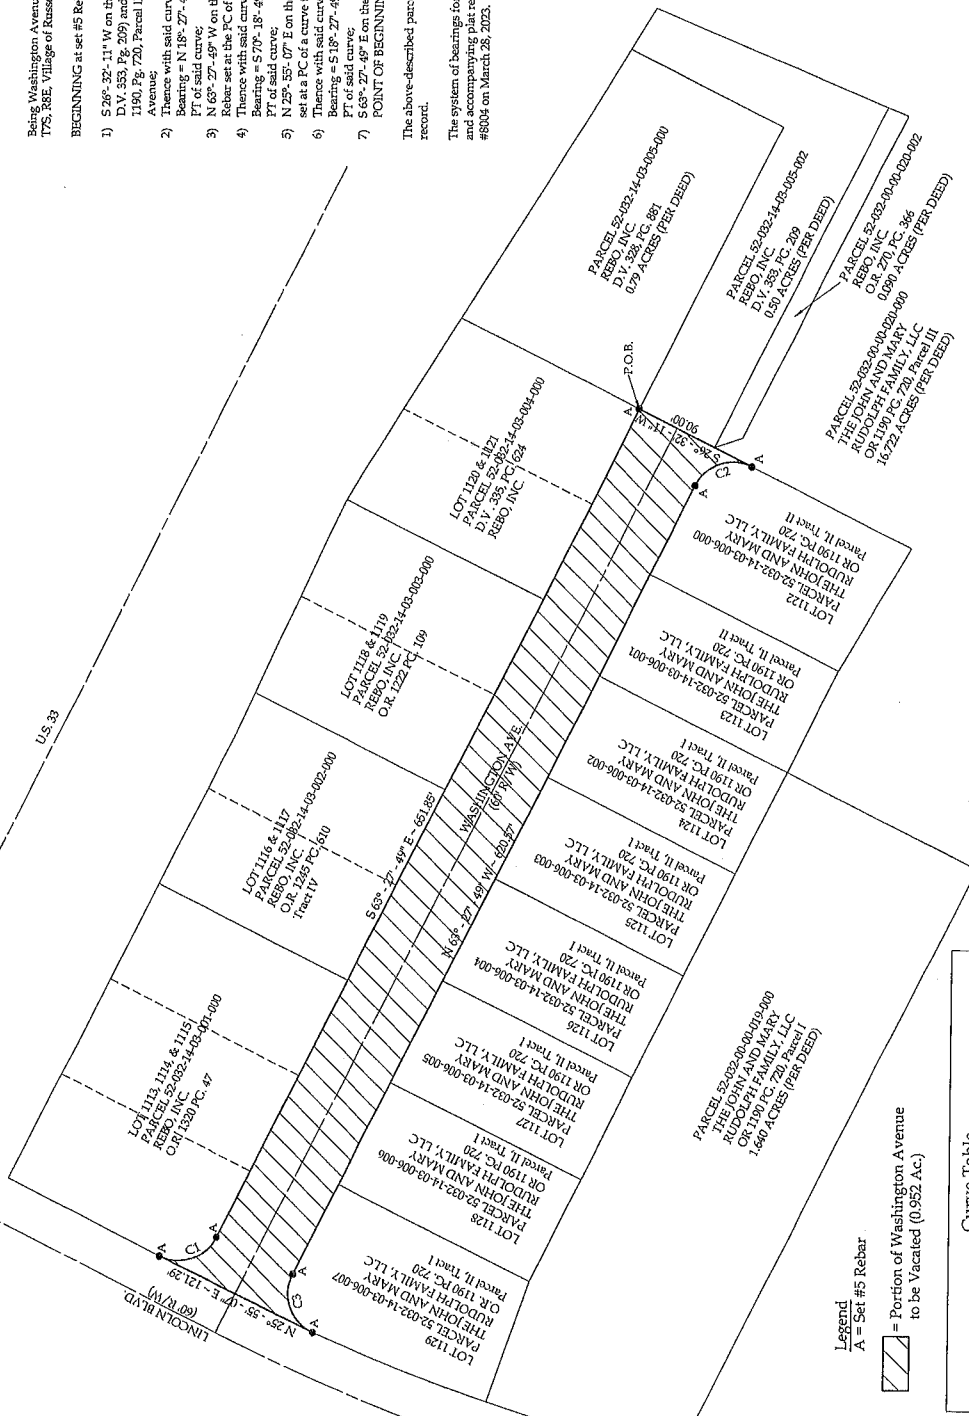 Being Washington Avenu
T7S, R8E, Village of Russe
BEGINNING at set #5 Re
1) S 26°- 32'- 11" W on th
D.V. 353, Pg. 209) and
1190, Pg. 720, Parcel I
Avenue;
2) Thence with said curv
Bearing = N 18°- 27'- 4
PT of said curve;
3) N 63°- 27'- 49" W on th
Rebar set at the PC of
4) Thence with said curv
Bearing = S 70°- 18'- 4
PT of said curve;
5) N 25°- 55'- 07" E on th
set at a PC of a curve t
6) Thence with said curv
Bearing = S 18°- 27'- 4
PT of said curve;
7) S 63°- 27'- 49" E on the
POINT OF BEGINNIN
The above-described parc
record.
The system of bearings fo
and accompanying plat re
#8004 on March 28, 2023.
U.S. 33
PARCEL 52-032-14-03-005-000
REBO, INC.
D.V. 328, PG. 881
0.79 ACRES (PER DEED)
PARCEL 52-032-14-03-005-002
REBO, INC.
D.V. 353, PG. 209
0.50 ACRES (PER DEED)
PARCEL 52-032-00-00-020-002
REBO, INC.
O.R. 270, PG. 366
0.090 ACRES (PER DEED)
PARCEL 52-032-00-00-020-000
THE JOHN AND MARY
RUDOLPH FAMILY, LLC
OR 1190 PG. 720, Parcel III
16.722 ACRES (PER DEED)
P.O.B.
LOT 1120 & 1121
PARCEL 52-032-14-03-004-000
D.V. 335, PG. 624
REBO, INC.
LOT 1118 & 1119
PARCEL 52-032-14-03-003-000
REBO, INC.
O.R. 1222 PG. 109
LOT 1116 & 1117
PARCEL 52-032-14-03-002-000
REBO, INC.
O.R. 1245 PG. 610
Tract IV
LOT 1113, 1114, & 1115
PARCEL 52-032-14-03-001-000
REBO, INC.
O.R. 1320 PG. 47
A
S 26°- 32'- 11" W
90.00'
A
C2
A
S 63°- 27'- 49" E ~ 651.85'
WASHINGTON AVE.
(60' R/W)
N 63°- 27'- 49" W ~ 620.57'
A
C1
A
N 25°- 55'- 07" E ~ 121.29'
LINCOLN BLVD.
(60' R/W)
A
C3
A
LOT 1122
PARCEL 52-032-14-03-006-000
THE JOHN AND MARY
RUDOLPH FAMILY, LLC
OR 1190 PG. 720
Parcel II, Tract II
LOT 1123
PARCEL 52-032-14-03-006-001
THE JOHN AND MARY
RUDOLPH FAMILY, LLC
OR 1190 PG. 720
Parcel II, Tract II
LOT 1124
PARCEL 52-032-14-03-006-002
THE JOHN AND MARY
RUDOLPH FAMILY, LLC
OR 1190 PG. 720
Parcel II, Tract I
LOT 1125
PARCEL 52-032-14-03-006-003
THE JOHN AND MARY
RUDOLPH FAMILY, LLC
OR 1190 PG. 720
Parcel II, Tract I
LOT 1126
PARCEL 52-032-14-03-006-004
THE JOHN AND MARY
RUDOLPH FAMILY, LLC
OR 1190 PG. 720
Parcel II, Tract I
LOT 1127
PARCEL 52-032-14-03-006-005
THE JOHN AND MARY
RUDOLPH FAMILY, LLC
OR 1190 PG. 720
Parcel II, Tract I
LOT 1128
PARCEL 52-032-14-03-006-006
THE JOHN AND MARY
RUDOLPH FAMILY, LLC
OR 1190 PG. 720
Parcel II, Tract I
LOT 1129
PARCEL 52-032-14-03-006-007
THE JOHN AND MARY
RUDOLPH FAMILY, LLC
O.R. 1190 PG. 720
Parcel II, Tract I
PARCEL 52-032-00-00-019-000
THE JOHN AND MARY
RUDOLPH FAMILY, LLC
OR 1190 PG. 720, Parcel I
1.640 ACRES (PER DEED)
Legend
A = Set #5 Rebar
= Portion of Washington Avenue
to be Vacated (0.952 Ac.)
Curve Table